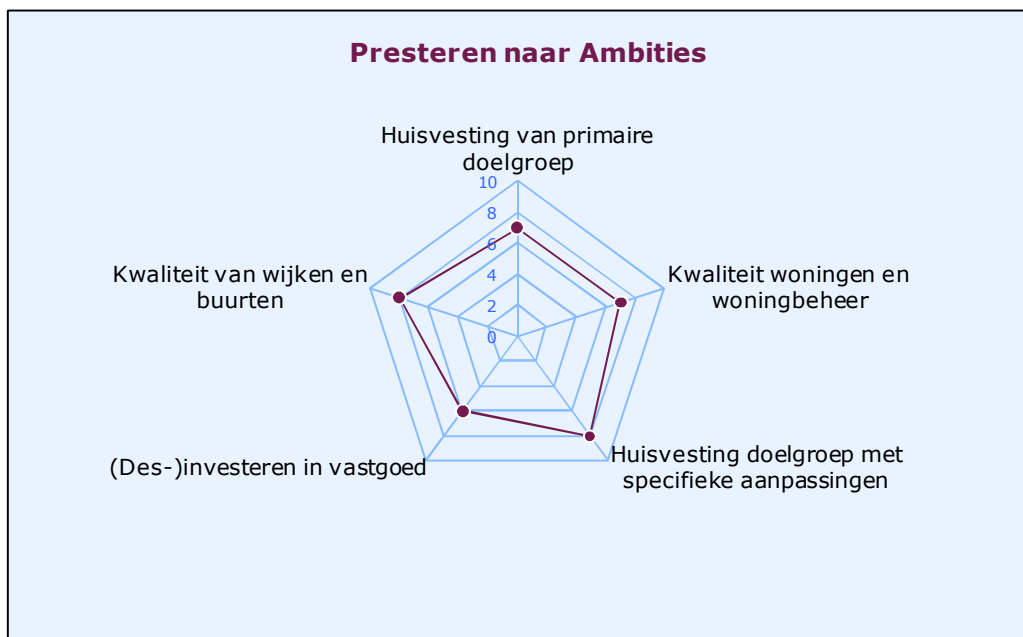 Presteren naar Ambities
Huisvesting van primaire
doelgroep
10
8
6
4
2
0
Kwaliteit van wijken en
buurten
Kwaliteit woningen en
woningbeheer
(Des-)investeren in vastgoed
Huisvesting doelgroep met
specifieke aanpassingen